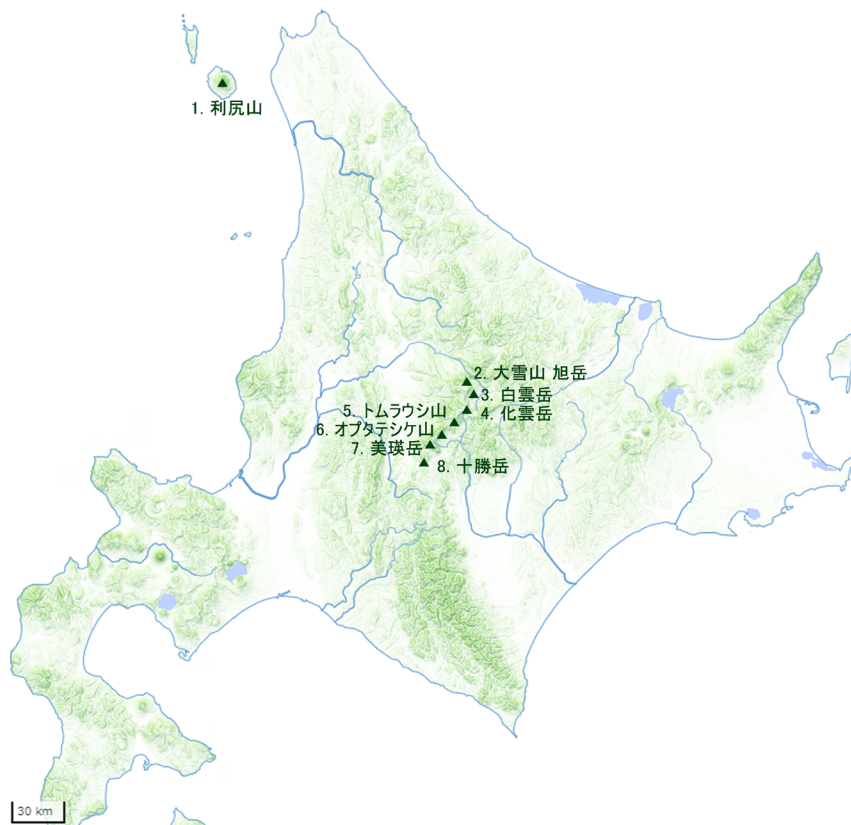 1. 利尻山
2. 大雪山 旭岳
3. 白雲岳
4. 化雲岳
5. トムラウシ山
6. オプタテシケ山
7. 美瑛岳
8. 十勝岳
30 km